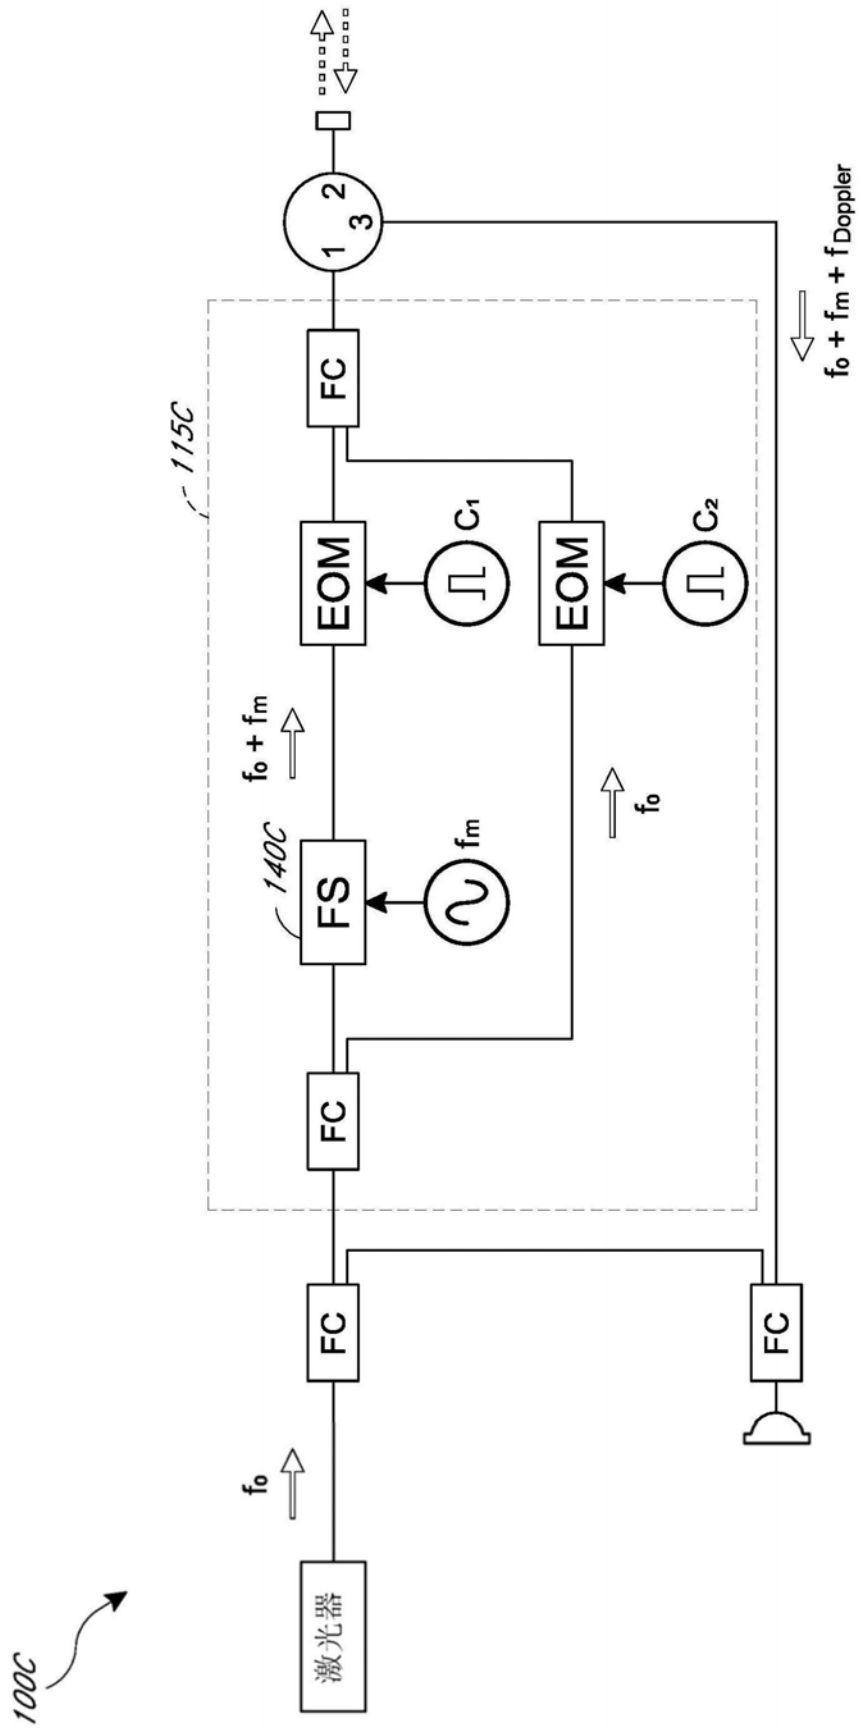 100C
激光器
f₀
FC
FC
140C
FS
fm
f₀ + fm
f₀
115C
EOM
C₁
EOM
C₂
FC
1
2
3
f₀ + fm + fDoppler
FC